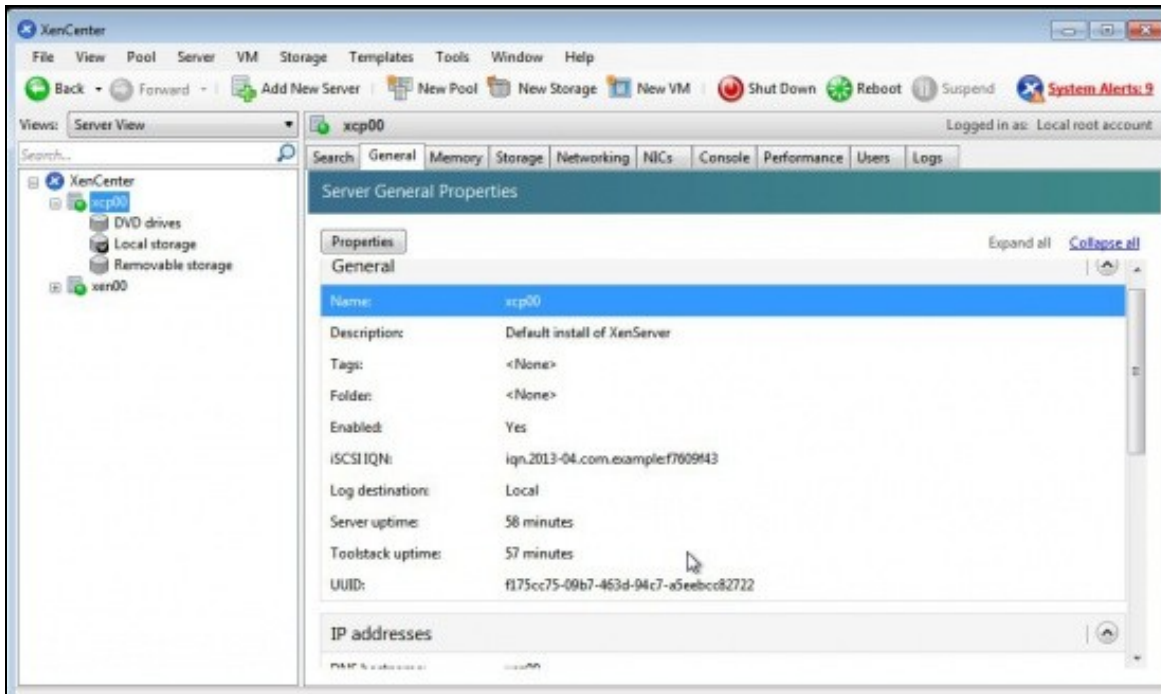 XenCenter
File View Pool Server VM Storage Templates Tools Window Help
Back Forward Add New Server New Pool New Storage New VM Shut Down Reboot Suspend System Alerts: 9
Views: Server View xcp00 Logged in as: Local root account
Search...
Search General Memory Storage Networking NICs Console Performance Users Logs
XenCenter
xcp00
DVD drives
Local storage
Removable storage
xen00
Server General Properties
Properties Expand all Collapse all
General
Name: xcp00
Description: Default install of XenServer
Tags: <None>
Folder: <None>
Enabled: Yes
iSCSI IQN: iqn.2013-04.com.example:f7609f43
Log destination: Local
Server uptime: 58 minutes
Toolstack uptime: 57 minutes
UUID: f175cc75-09b7-463d-94c7-a5eebcc82722
IP addresses